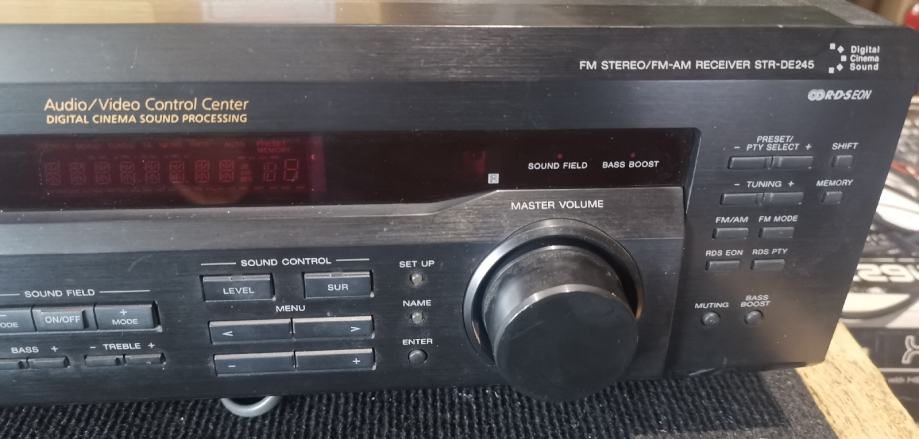 FM STEREO/FM-AM RECEIVER STR-DE245
Digital
Cinema
Sound
R·D·S EON
Audio/Video Control Center
DIGITAL CINEMA SOUND PROCESSING
PRESET/
- PTY SELECT +
SHIFT
SOUND FIELD
BASS BOOST
- TUNING +
MEMORY
MASTER VOLUME
FM/AM
FM MODE
RDS EON
RDS PTY
SOUND CONTROL
SET UP
LEVEL
SUR
SOUND FIELD
MENU
NAME
MUTING
BASS
BOOST
-
ON/OFF
+
MODE
<
>
ENTER
BASS +
- TREBLE +
-
+